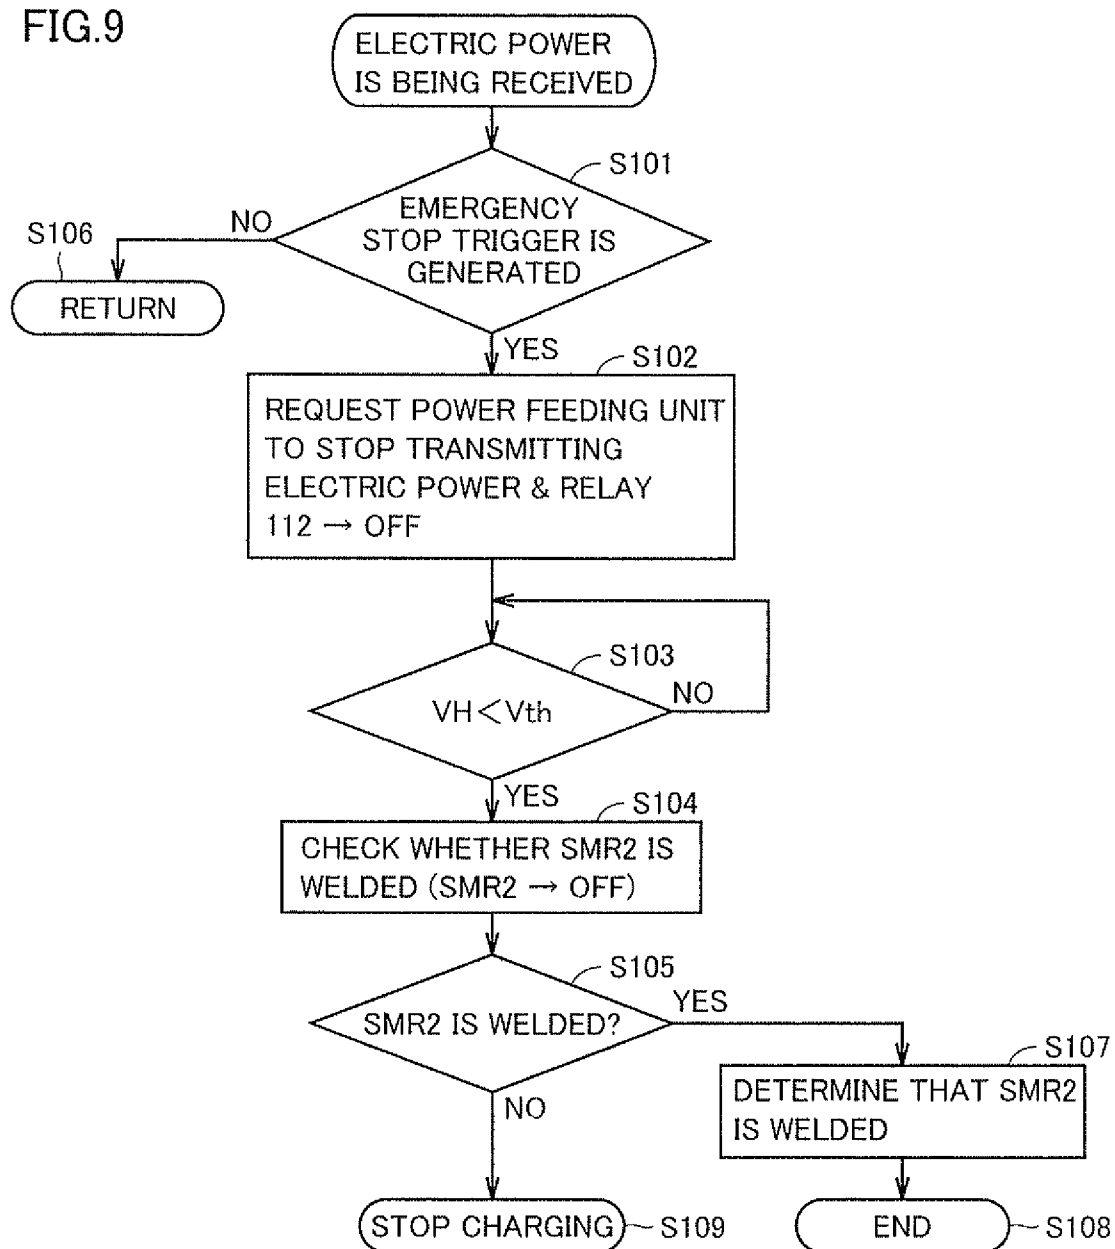 FIG.9
ELECTRIC POWER
IS BEING RECEIVED
S101
EMERGENCY
STOP TRIGGER IS
GENERATED
NO
S106
RETURN
YES
S102
REQUEST POWER FEEDING UNIT
TO STOP TRANSMITTING
ELECTRIC POWER & RELAY
112 → OFF
S103
VH<Vth
NO
YES
S104
CHECK WHETHER SMR2 IS
WELDED (SMR2 → OFF)
S105
SMR2 IS WELDED?
YES
S107
DETERMINE THAT SMR2
IS WELDED
NO
STOP CHARGING
S109
END
S108